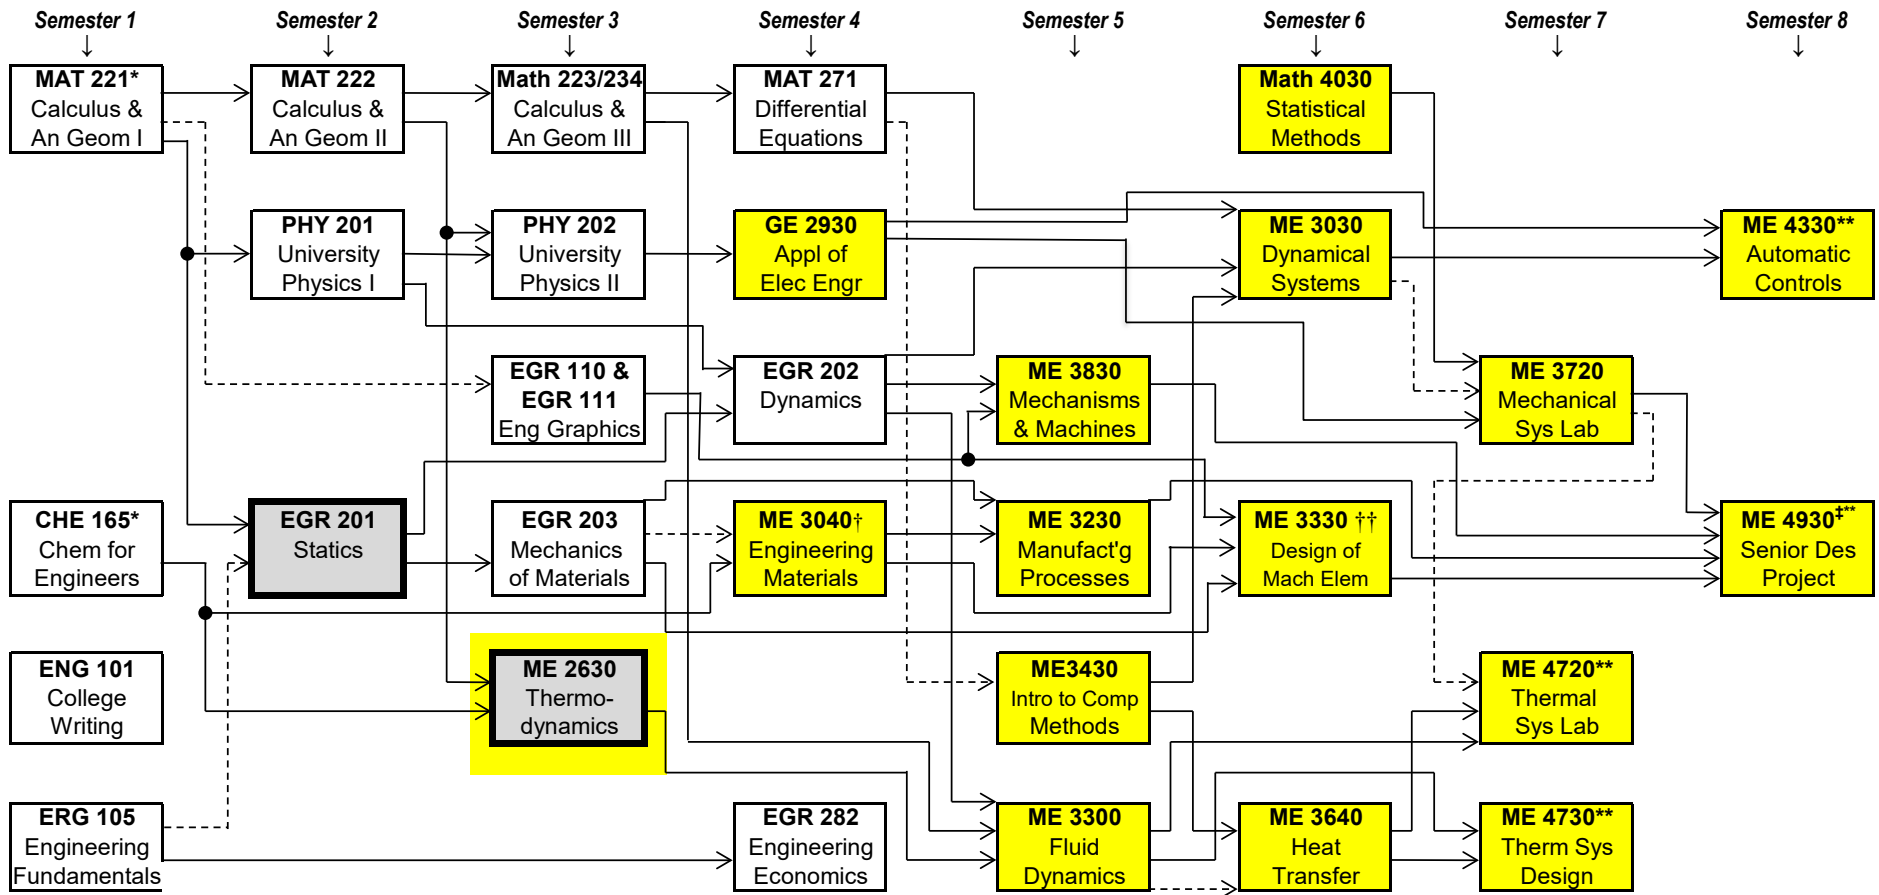 Semester 1
Semester 2
Semester 3
Semester 4
Semester 5
Semester 6
Semester 7
Semester 8
MAT 221*
Calculus &
An Geom I
MAT 222
Calculus &
An Geom II
Math 223/234
Calculus &
An Geom III
MAT 271
Differential
Equations
Math 4030
Statistical
Methods
PHY 201
University
Physics I
PHY 202
University
Physics II
GE 2930
Appl of
Elec Engr
ME 3030
Dynamical
Systems
ME 4330**
Automatic
Controls
EGR 110 &
EGR 111
Eng Graphics
EGR 202
Dynamics
ME 3830
Mechanisms
& Machines
ME 3720
Mechanical
Sys Lab
CHE 165*
Chem for
Engineers
EGR 201
Statics
EGR 203
Mechanics
of Materials
ME 3040†
Engineering
Materials
ME 3230
Manufact'g
Processes
ME 3330 ††
Design of
Mach Elem
ME 4930‡**
Senior Des
Project
ENG 101
College
Writing
ME 2630
Thermo-
dynamics
ME3430
Intro to Comp
Methods
ME 4720**
Thermal
Sys Lab
ERG 105
Engineering
Fundamentals
EGR 282
Engineering
Economics
ME 3300
Fluid
Dynamics
ME 3640
Heat
Transfer
ME 4730**
Therm Sys
Design